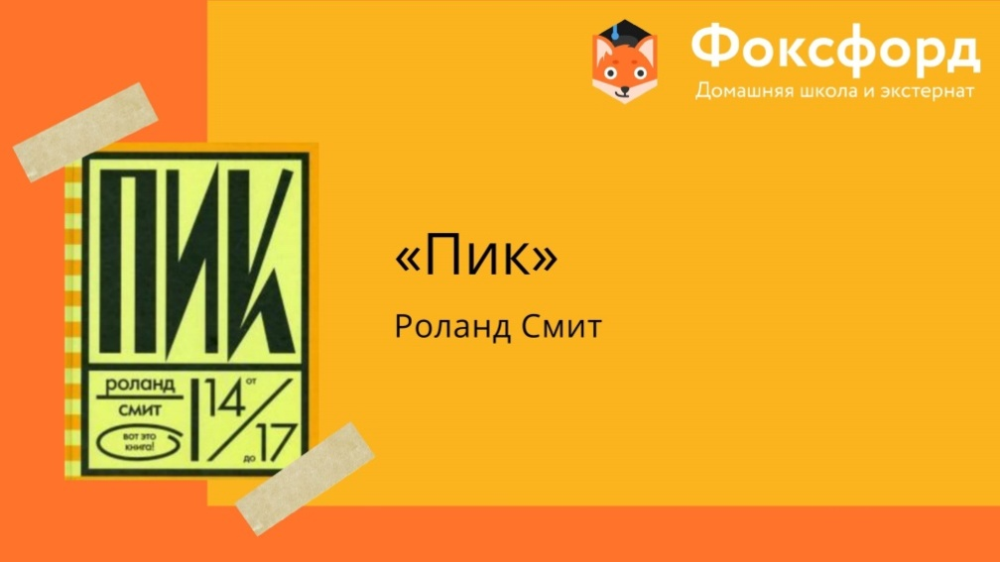 Фоксфорд
Домашняя школа и экстернат
ПИК
роланд
смит
вот это
книга!
от
14
до 17
«Пик»
Роланд Смит